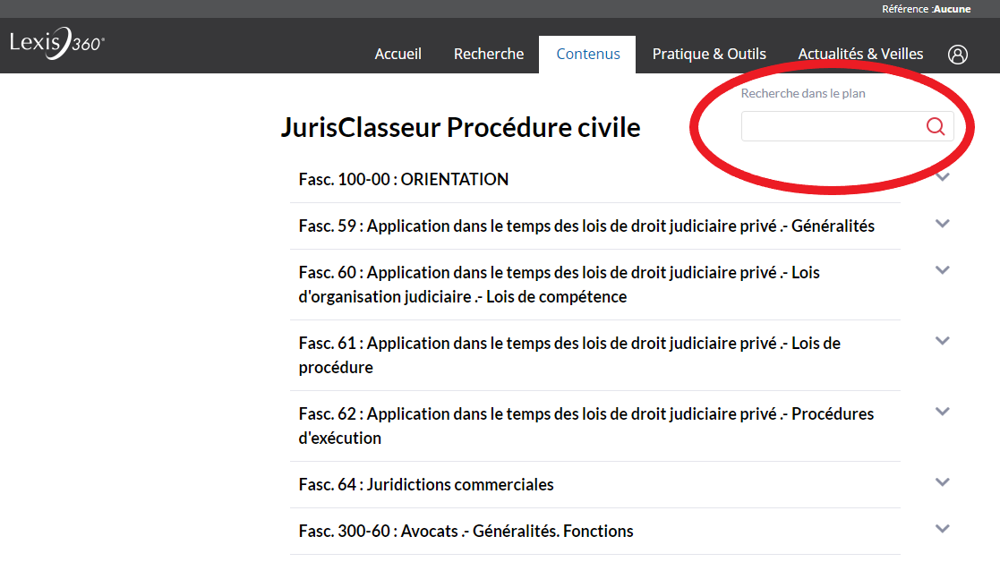 Référence :Aucune
Lexis 360®
Accueil Recherche Contenus Pratique & Outils Actualités & Veilles
Recherche dans le plan
JurisClasseur Procédure civile
Fasc. 100-00 : ORIENTATION
Fasc. 59 : Application dans le temps des lois de droit judiciaire privé .- Généralités
Fasc. 60 : Application dans le temps des lois de droit judiciaire privé .- Lois
d'organisation judiciaire .- Lois de compétence
Fasc. 61 : Application dans le temps des lois de droit judiciaire privé .- Lois de
procédure
Fasc. 62 : Application dans le temps des lois de droit judiciaire privé .- Procédures
d'exécution
Fasc. 64 : Juridictions commerciales
Fasc. 300-60 : Avocats .- Généralités. Fonctions